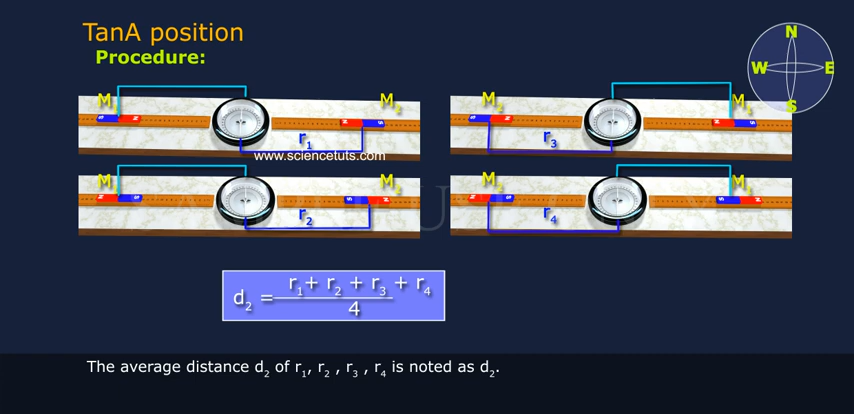 TanA position
Procedure:
N
W E
S
M₁ M₂
r₁
www.sciencetuts.com
M₂ M₁
r₃
M₁ M₂
r₂
M₂ M₁
r₄
d₂ = r₁+ r₂ + r₃ + r₄
4
The average distance d₂ of r₁, r₂ , r₃ , r₄ is noted as d₂.